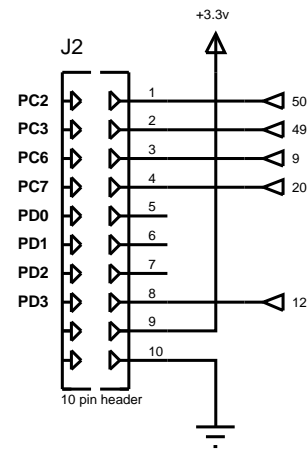 +3.3v
J2
PC2 1 50
PC3 2 49
PC6 3 9
PC7 4 20
PD0 5
PD1 6
PD2 7
PD3 8 12
9
10
10 pin header